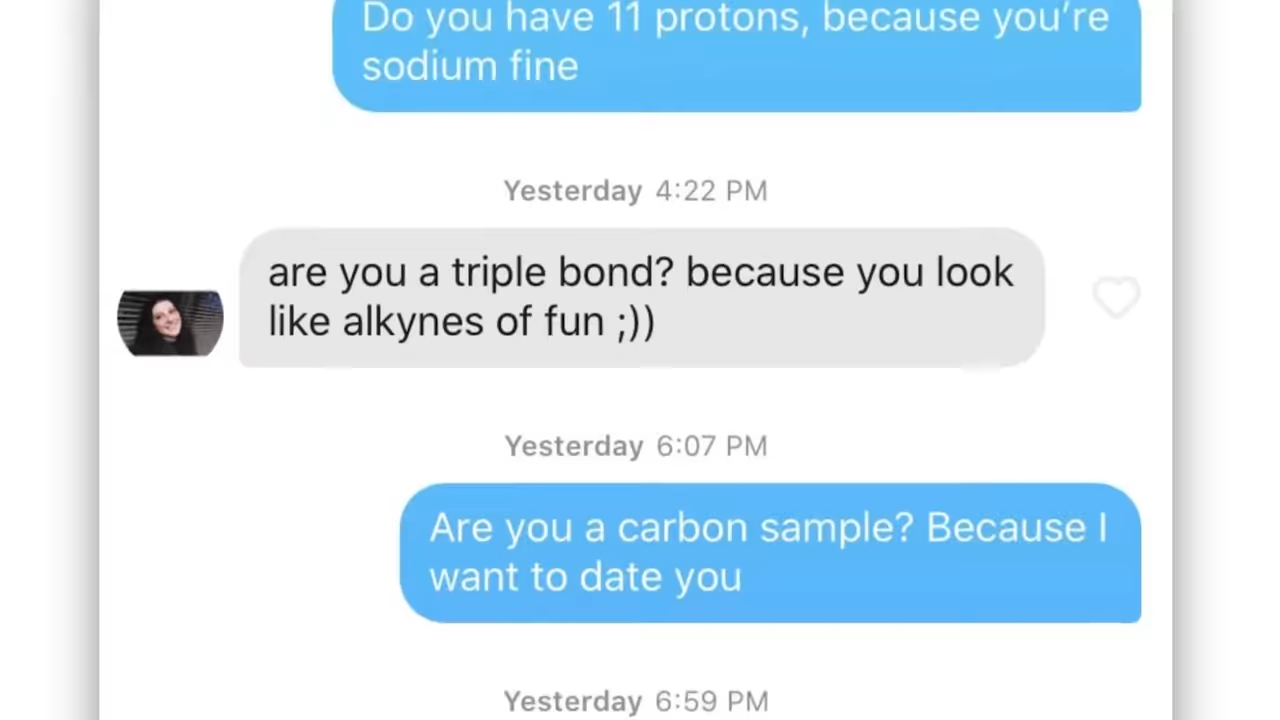 Do you have 11 protons, because you're
sodium fine
Yesterday 4:22 PM
are you a triple bond? because you look
like alkynes of fun ;))
Yesterday 6:07 PM
Are you a carbon sample? Because I
want to date you
Yesterday 6:59 PM